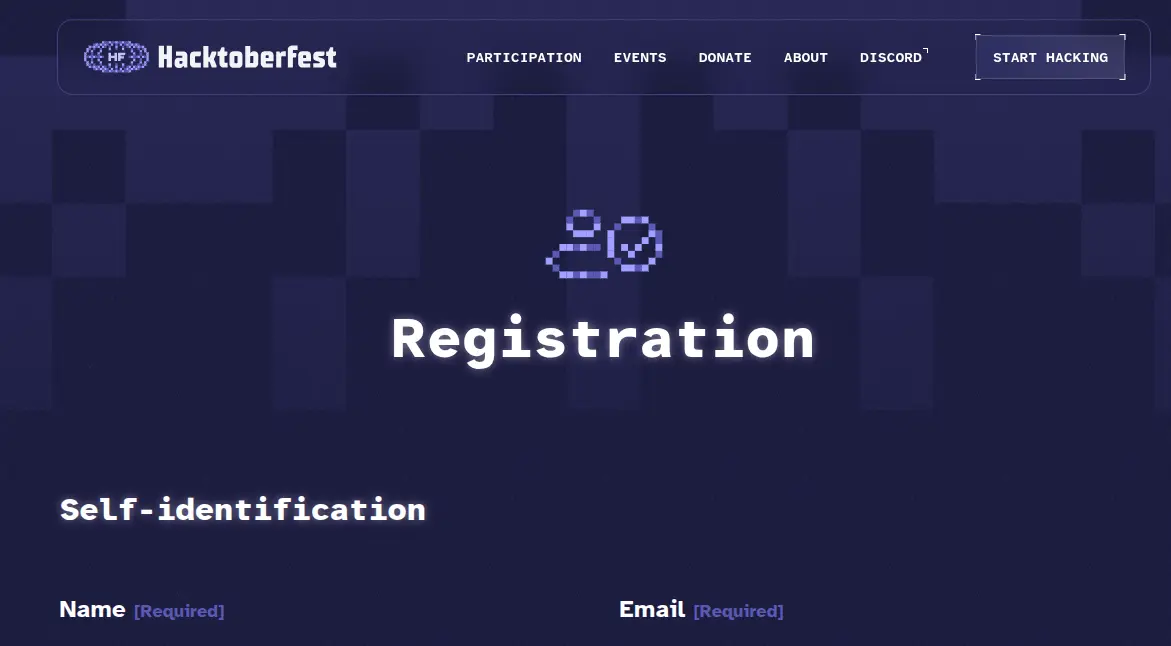 HF Hacktoberfest PARTICIPATION EVENTS DONATE ABOUT DISCORD START HACKING
Registration
Self-identification
Name [Required] Email [Required]